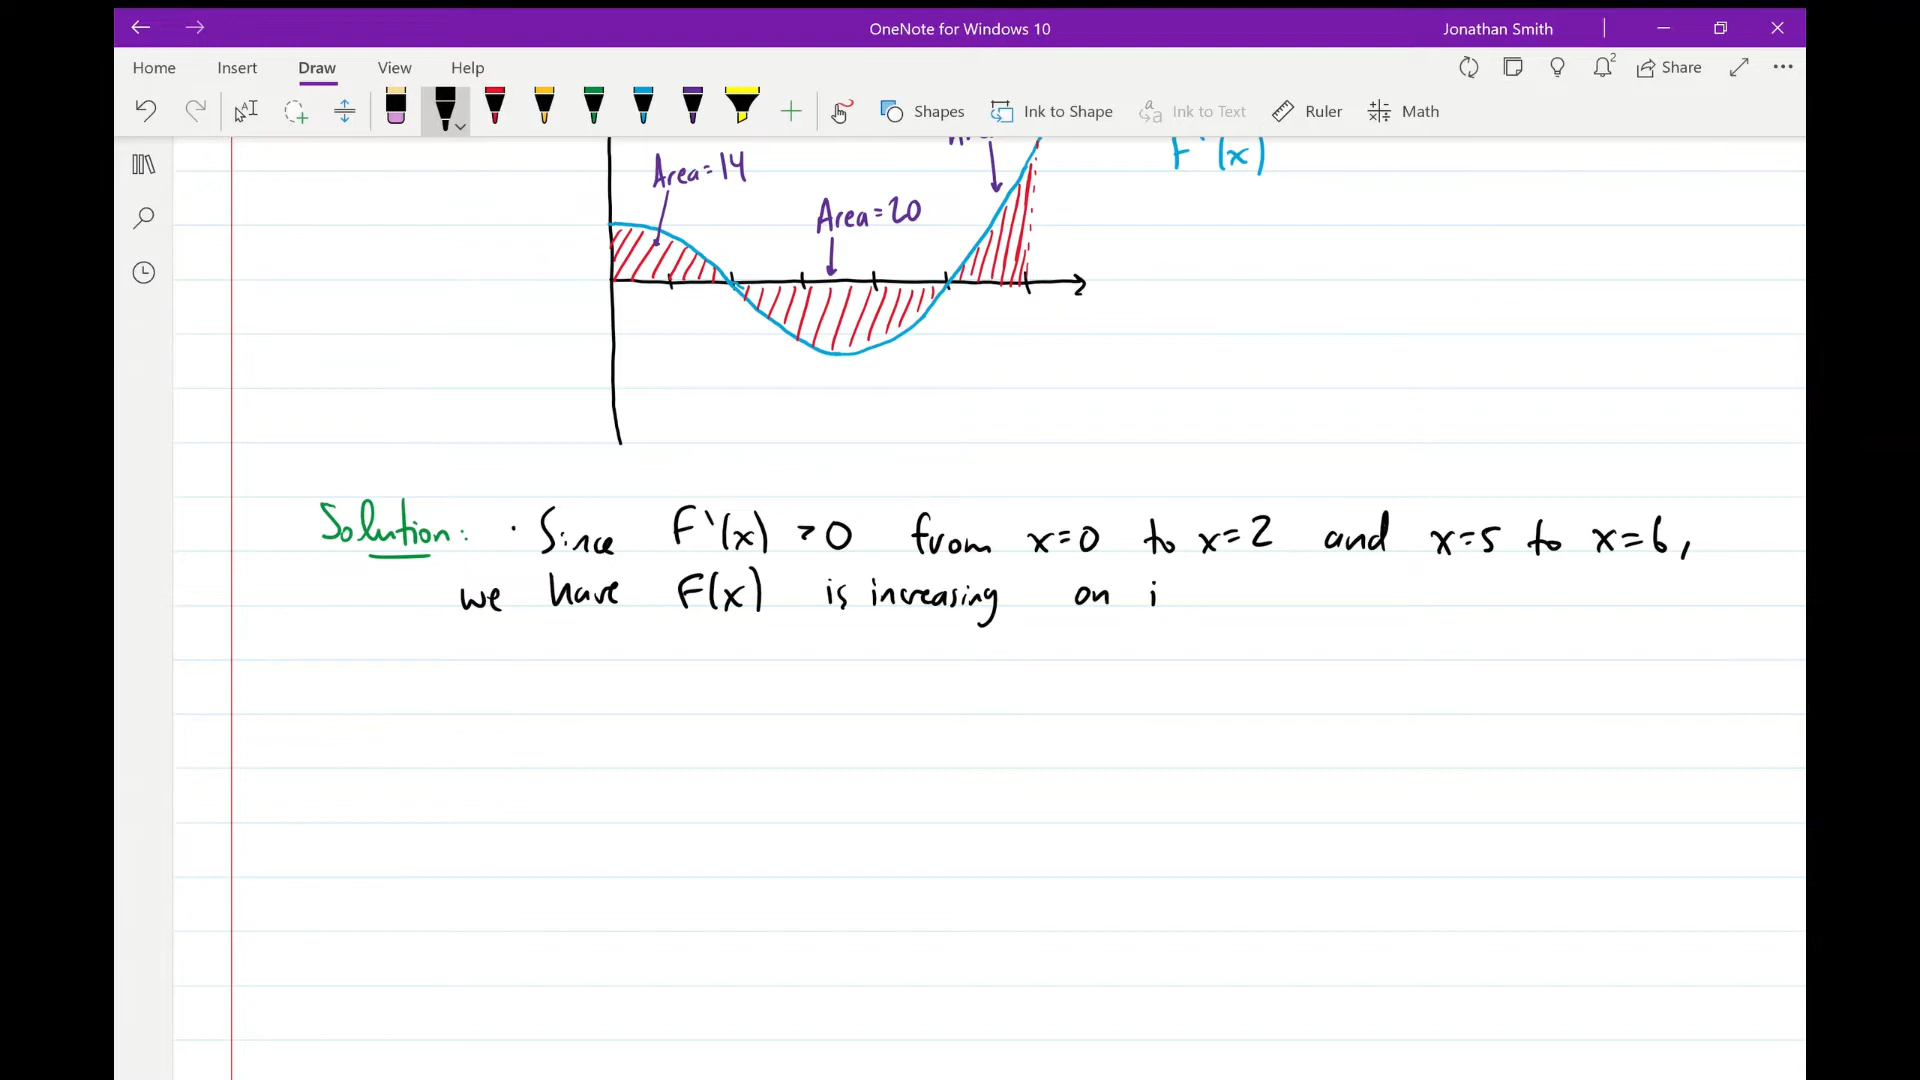 OneNote for Windows 10
Jonathan Smith
Home Insert Draw View Help
2
Share
Shapes Ink to Shape Ink to Text Ruler Math
F'(x)
Area=14
Area=20
Solution: · Since F'(x) >0 from x=0 to x=2 and x=5 to x=6,
we have F(x) is increasing on i